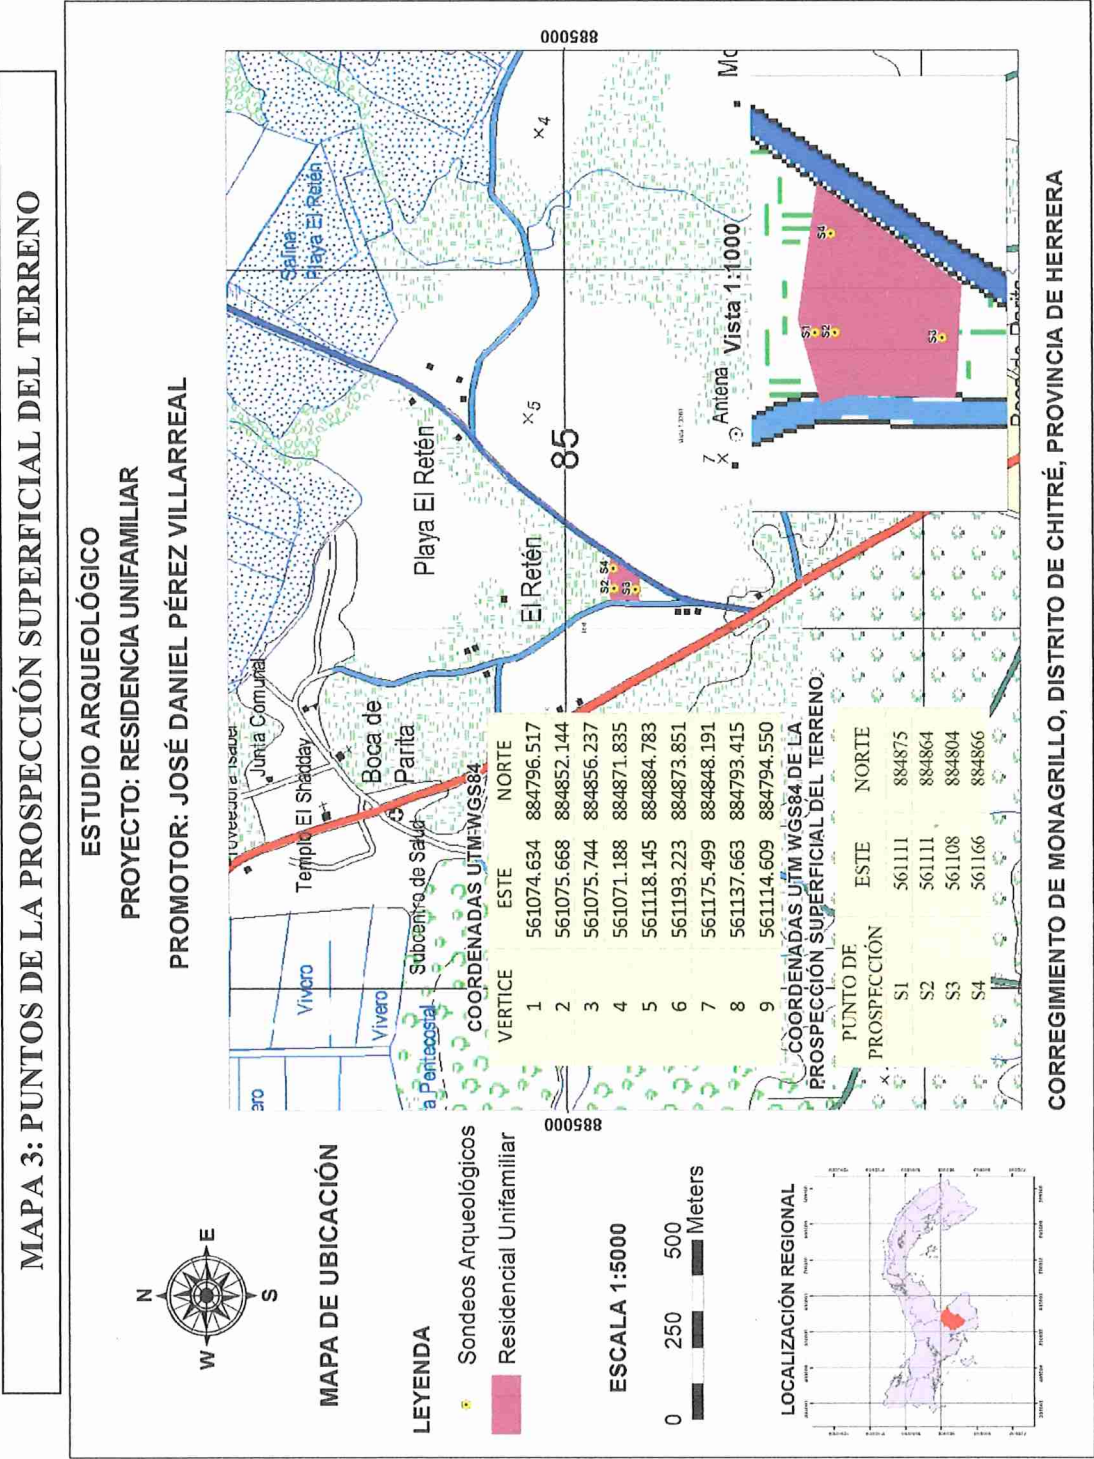 MAPA 3: PUNTOS DE LA PROSPECCIÓN SUPERFICIAL DEL TERRENO
ESTUDIO ARQUEOLÓGICO
PROYECTO: RESIDENCIA UNIFAMILIAR
PROMOTOR: JOSÉ DANIEL PÉREZ VILLARREAL
N
W E
S
MAPA DE UBICACIÓN
LEYENDA
Sondeos Arqueológicos
Residencial Unifamiliar
ESCALA 1:5000
0 250 500
Meters
LOCALIZACIÓN REGIONAL
885000
885000
Junta Comunal
Templo El Shadday
Boca de
Parita
Subcentro de Salud
Vivero
Vivero
ero
a Pentecostal
Salina
Playa El Retén
Playa El Retén
El Retén
85
×4
×5
7
×
Antena
Mo
S2 S4
S3
Vista 1:1000
S1
S2
S3
S4
COORDENADAS UTM-WGS84
VERTICE ESTE NORTE
1 561074.634 884796.517
2 561075.668 884852.144
3 561075.744 884856.237
4 561071.188 884871.835
5 561118.145 884884.783
6 561193.223 884873.851
7 561175.499 884848.191
8 561137.663 884793.415
9 561114.609 884794.550
COORDENADAS UTM WGS84 DE LA
PROSPECCIÓN SUPERFICIAL DEL TERRENO
PUNTO DE
PROSPECCIÓN ESTE NORTE
S1 561111 884875
S2 561111 884864
S3 561108 884804
S4 561166 884866
CORREGIMIENTO DE MONAGRILLO, DISTRITO DE CHITRÉ, PROVINCIA DE HERRERA